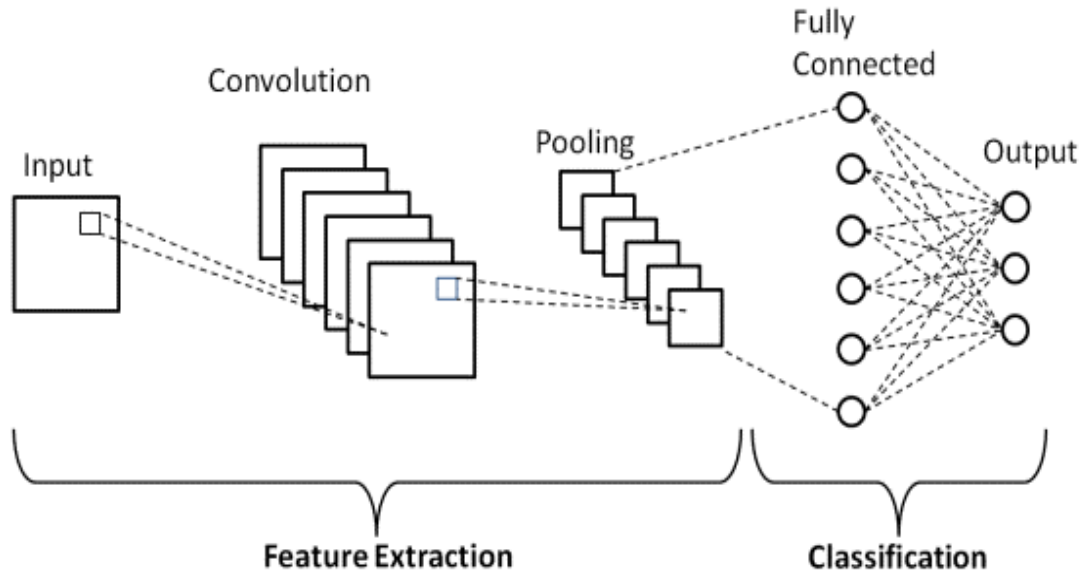 Fully
Connected
Convolution
Pooling
Output
Input
Feature Extraction
Classification